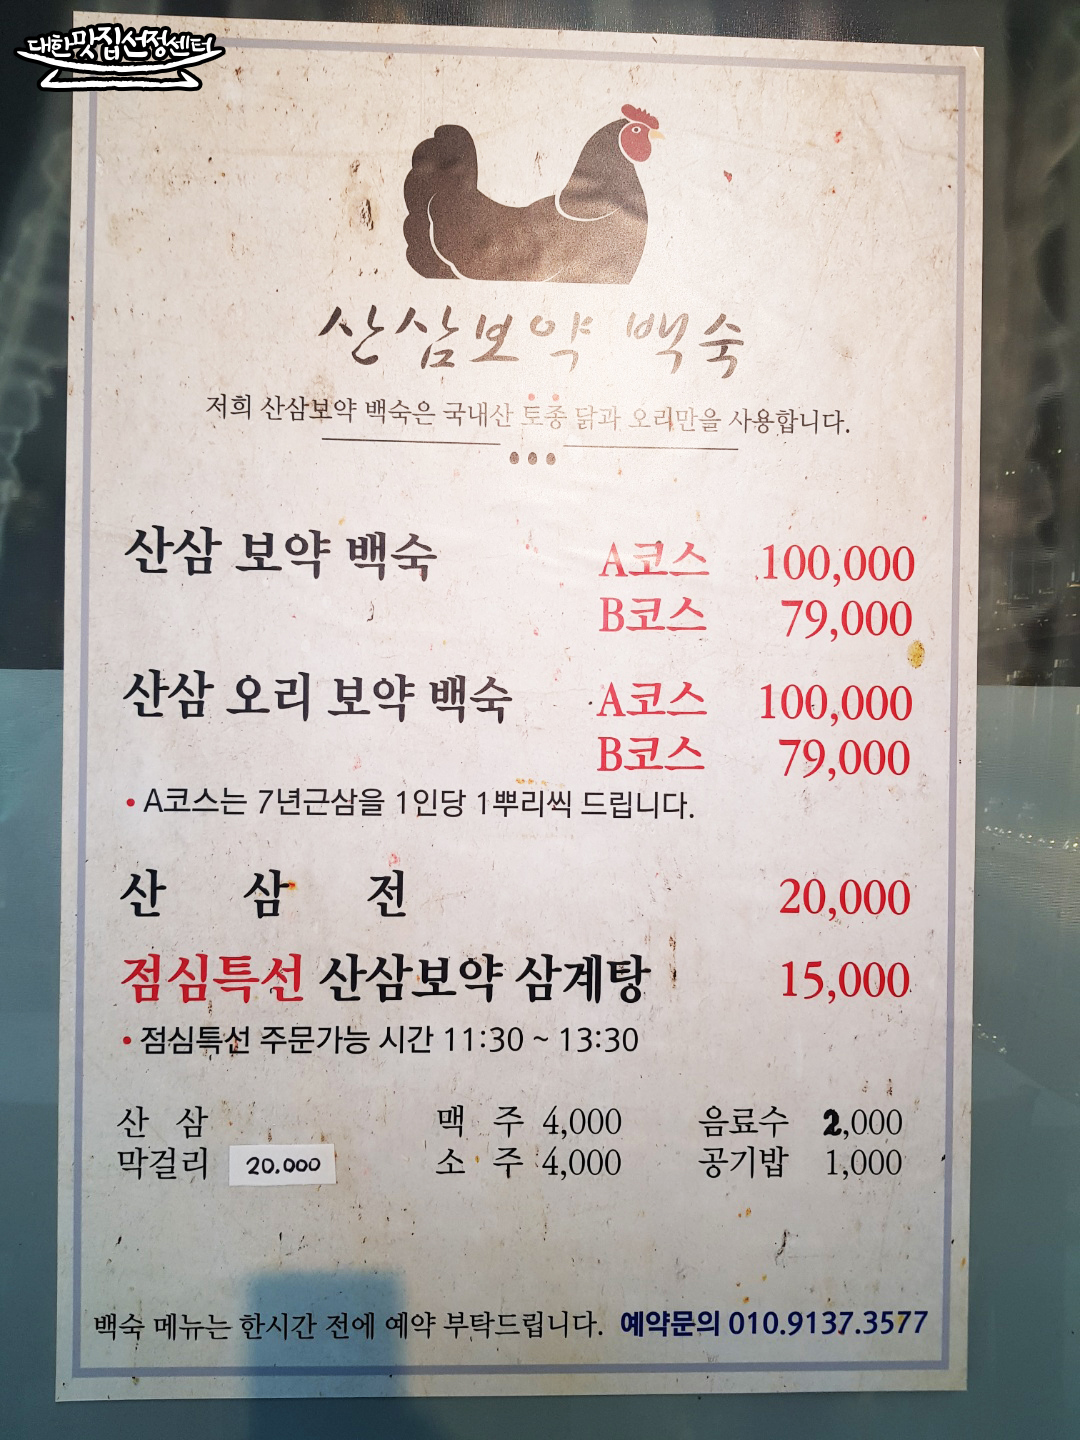 대한맛집선정센터
산삼보약 백숙
저희 산삼보약 백숙은 국내산 토종 닭과 오리만을 사용합니다.
산삼 보약 백숙 A코스 100,000
B코스 79,000
산삼 오리 보약 백숙 A코스 100,000
B코스 79,000
• A코스는 7년근삼을 1인당 1뿌리씩 드립니다.
산 삼 전 20,000
점심특선 산삼보약 삼계탕 15,000
• 점심특선 주문가능 시간 11:30 ~ 13:30
산 삼 맥 주 4,000 음료수 2,000
막걸리 20.000 소 주 4,000 공기밥 1,000
백숙 메뉴는 한시간 전에 예약 부탁드립니다. 예약문의 010.9137.3577